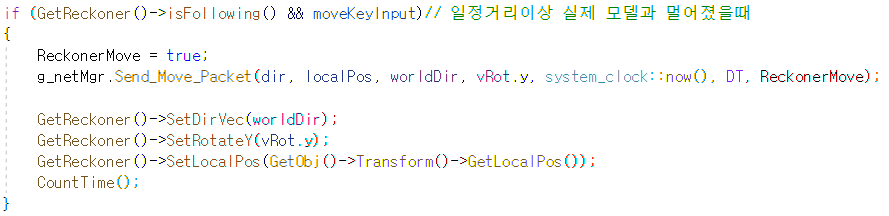 if (GetReckoner()->isFollowing() && moveKeyInput)// 일정거리이상 실제 모델과 멀어졌을때
{
ReckonerMove = true;
g_netMgr.Send_Move_Packet(dir, localPos, worldDir, vRot.y, system_clock::now(), DT, ReckonerMove);
GetReckoner()->SetDirVec(worldDir);
GetReckoner()->SetRotateY(vRot.y);
GetReckoner()->SetLocalPos(GetObj()->Transform()->GetLocalPos());
CountTime();
}